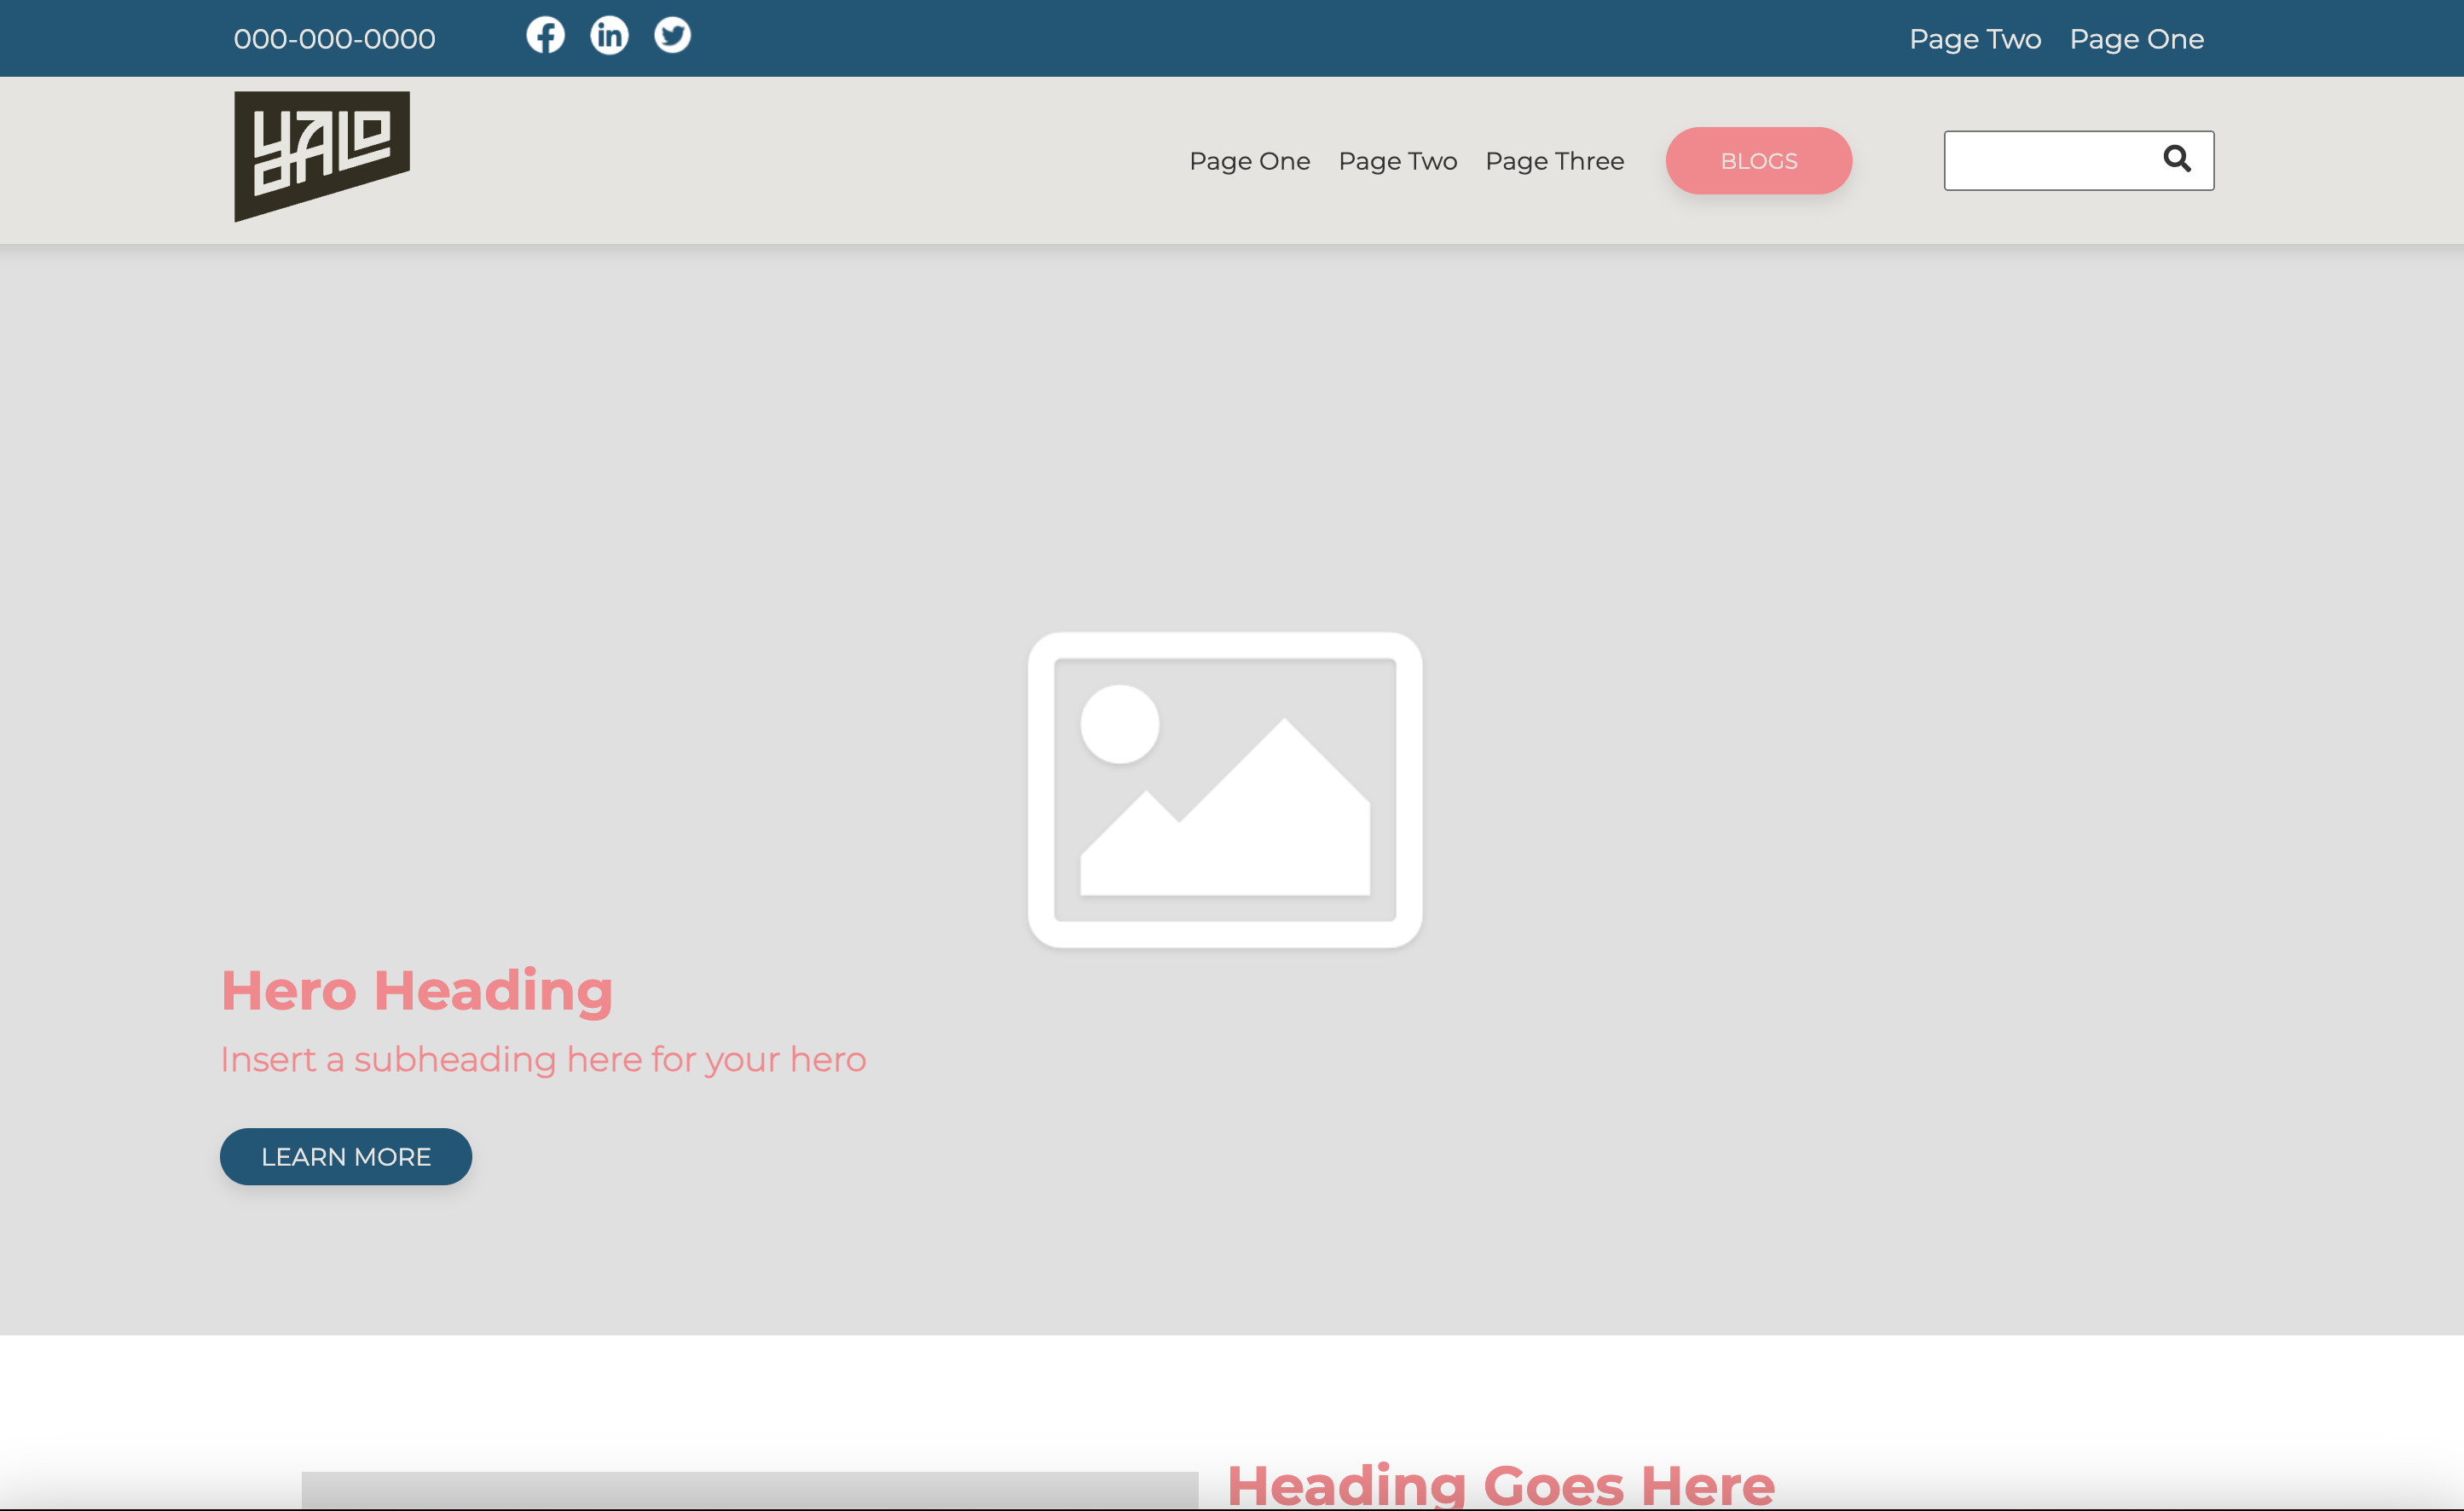 000-000-0000
Page Two Page One
YALO
Page One Page Two Page Three BLOGS
Hero Heading
Insert a subheading here for your hero
LEARN MORE
Heading Goes Here